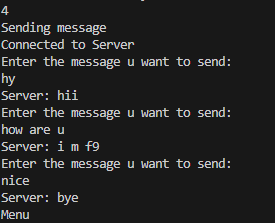 4
Sending message
Connected to Server
Enter the message u want to send:
hy
Server: hii
Enter the message u want to send:
how are u
Server: i m f9
Enter the message u want to send:
nice
Server: bye
Menu